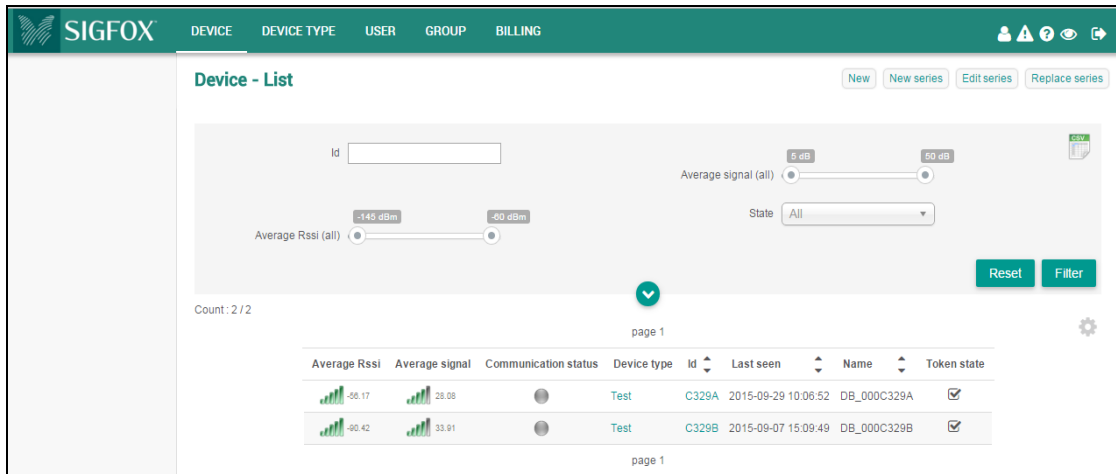 SIGFOX DEVICE DEVICE TYPE USER GROUP BILLING
Device - List New New series Edit series Replace series
Id
5 dB 50 dB
Average signal (all)
CSV
-145 dBm -60 dBm
Average Rssi (all)
State All
Reset Filter
Count : 2 / 2
page 1
Average Rssi Average signal Communication status Device type Id Last seen Name Token state
-56.17 28.08 Test C329A 2015-09-29 10:06:52 DB_000C329A
-90.42 33.91 Test C329B 2015-09-07 15:09:49 DB_000C329B
page 1